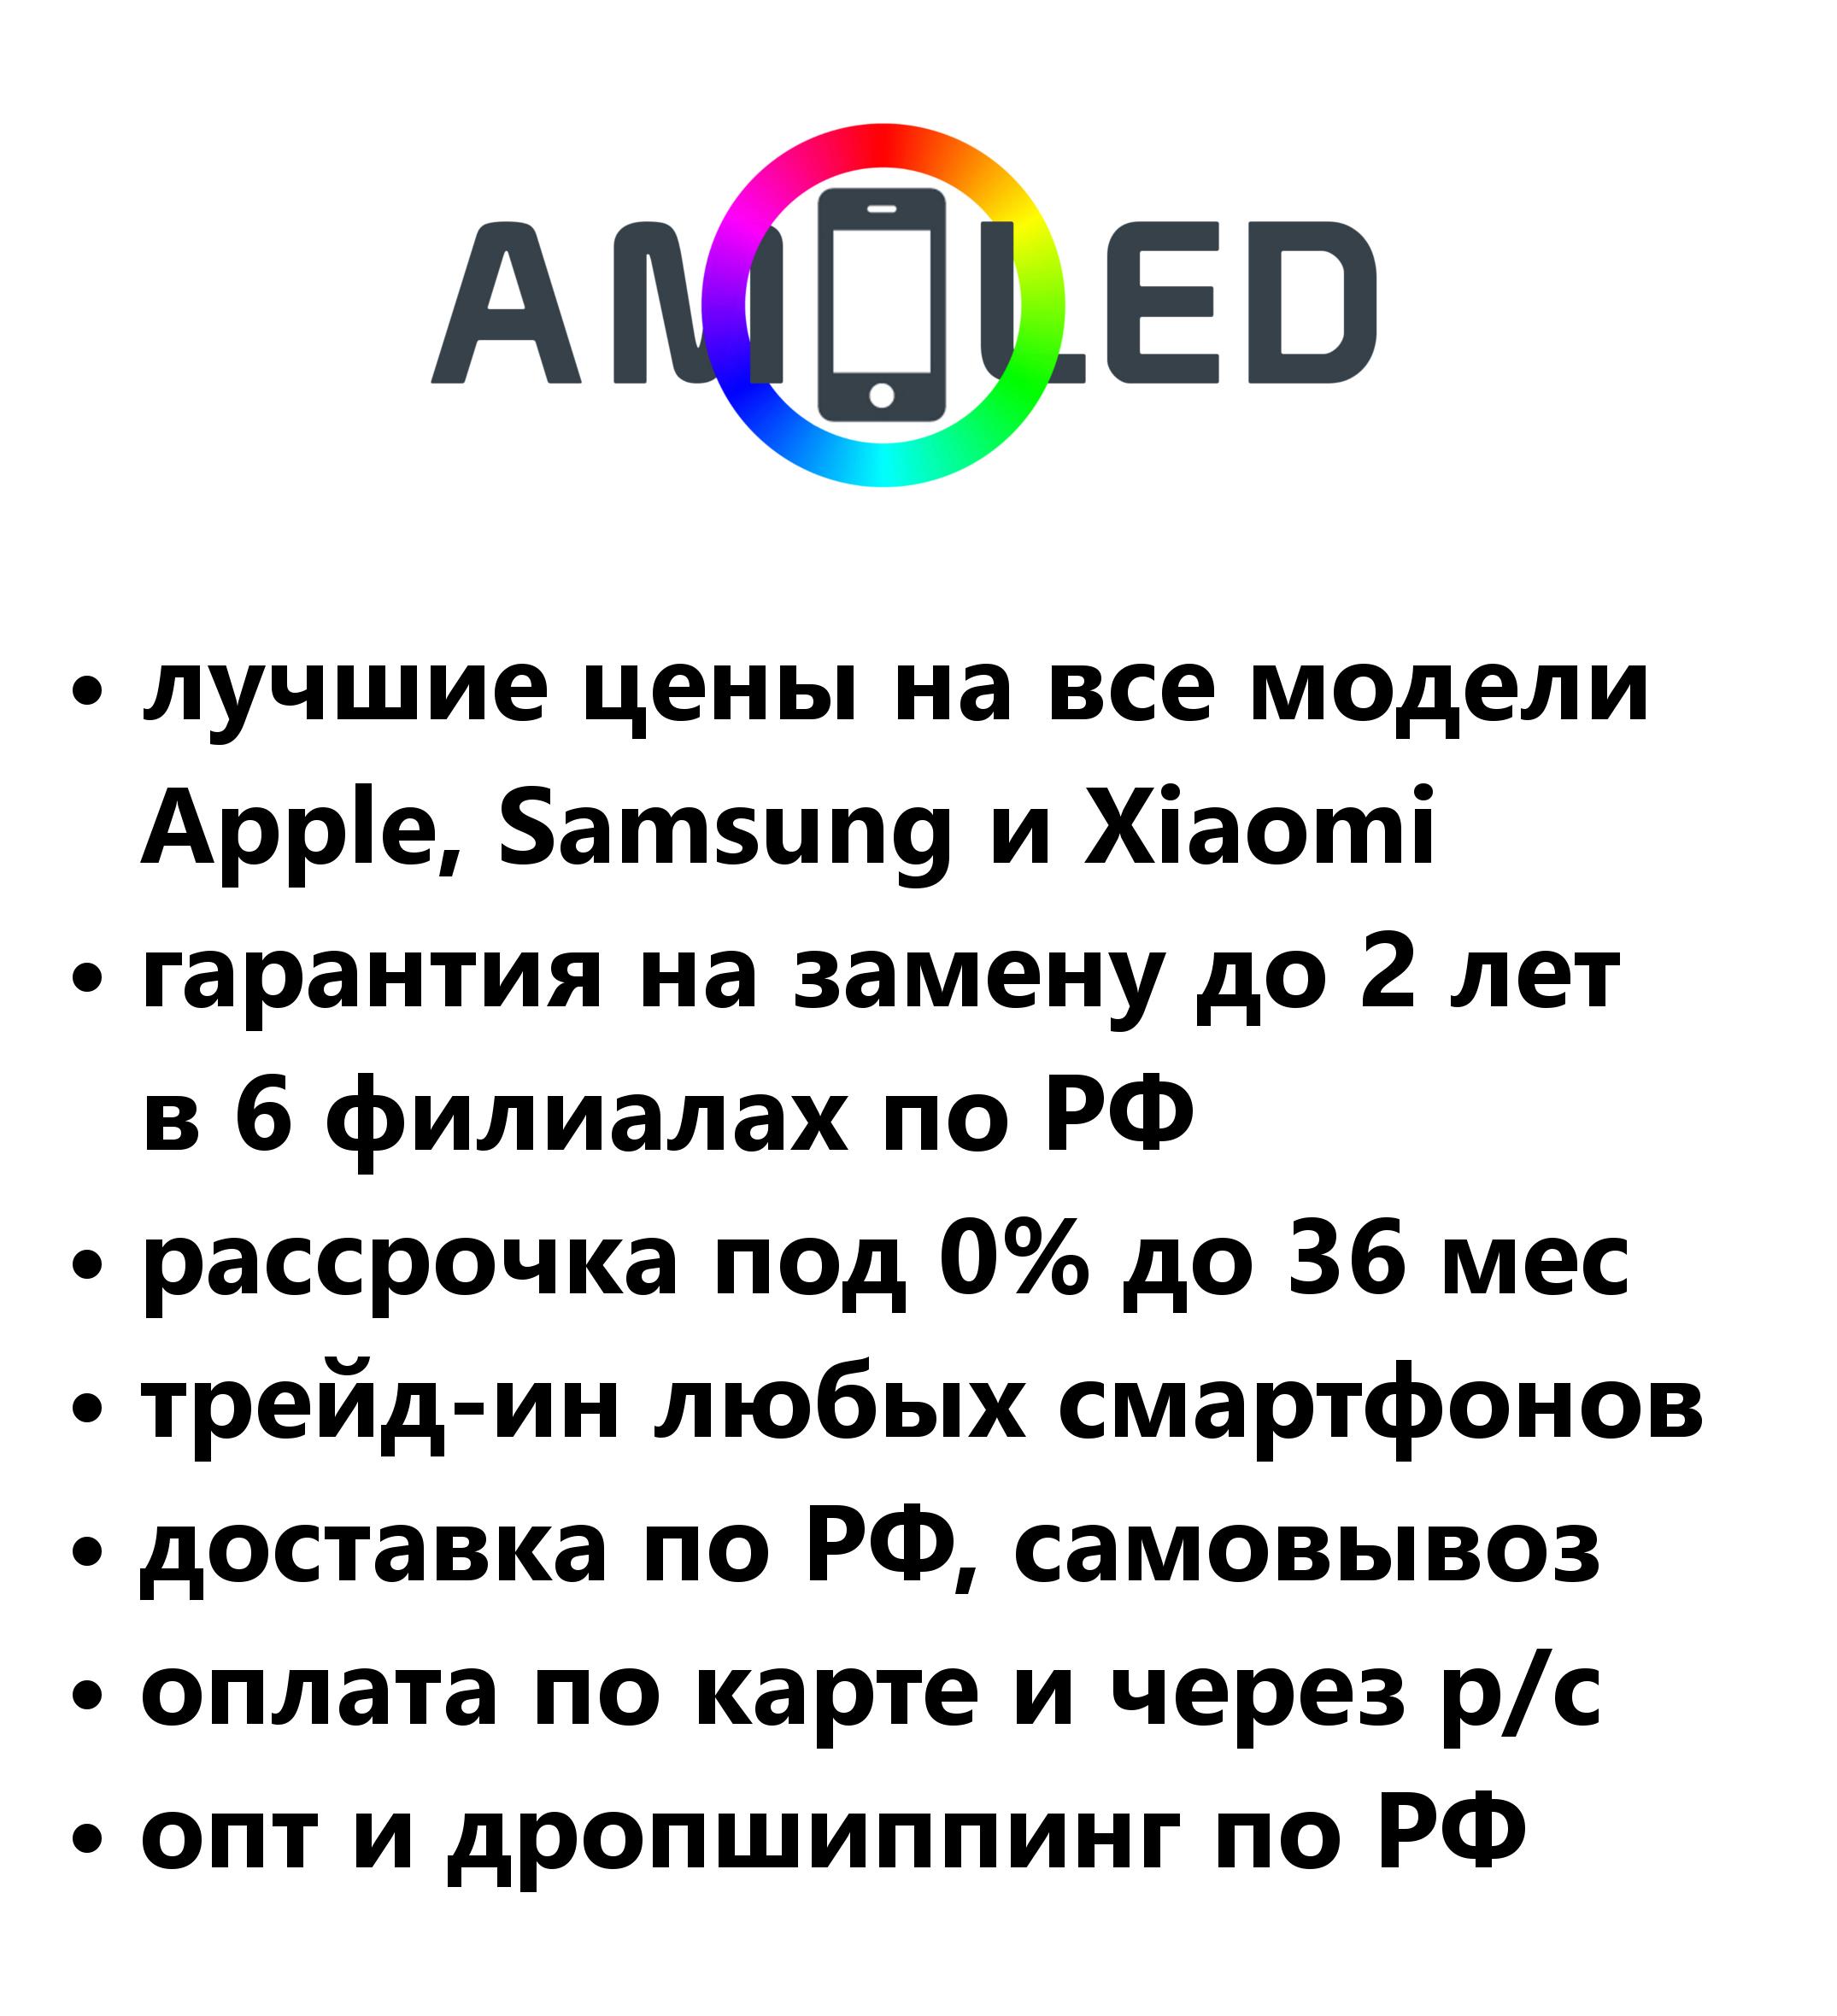 AMOLED
• лучшие цены на все модели
Apple, Samsung и Xiaomi
• гарантия на замену до 2 лет
в 6 филиалах по РФ
• рассрочка под 0% до 36 мес
• трейд-ин любых смартфонов
• доставка по РФ, самовывоз
• оплата по карте и через р/с
• опт и дропшиппинг по РФ